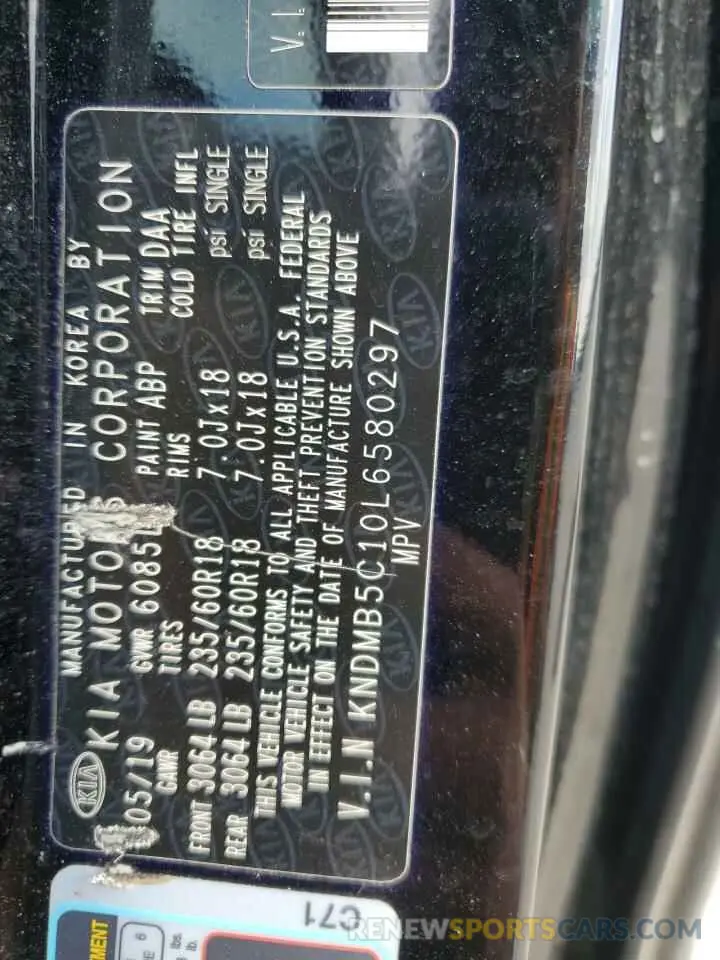 V.I.
MANUFACTURED IN KOREA BY
KIA KIA MOTORS CORPORATION
05/19 GVWR 6085 PAINT ABP TRIM DAA
GAWR TIRES RIMS COLD TIRE INFL
FRONT 3064 LB 235/60R18 7.0Jx18 psi SINGLE
REAR 3064 LB 235/60R18 7.0Jx18 psi SINGLE
THIS VEHICLE CONFORMS TO ALL APPLICABLE U.S.A. FEDERAL
MOTOR VEHICLE SAFETY AND THEFT PREVENTION STANDARDS
IN EFFECT ON THE DATE OF MANUFACTURE SHOWN ABOVE
V.I.N KNDMB5C10L6580297
MPV
C71
RENEWSPORTSCARS.COM